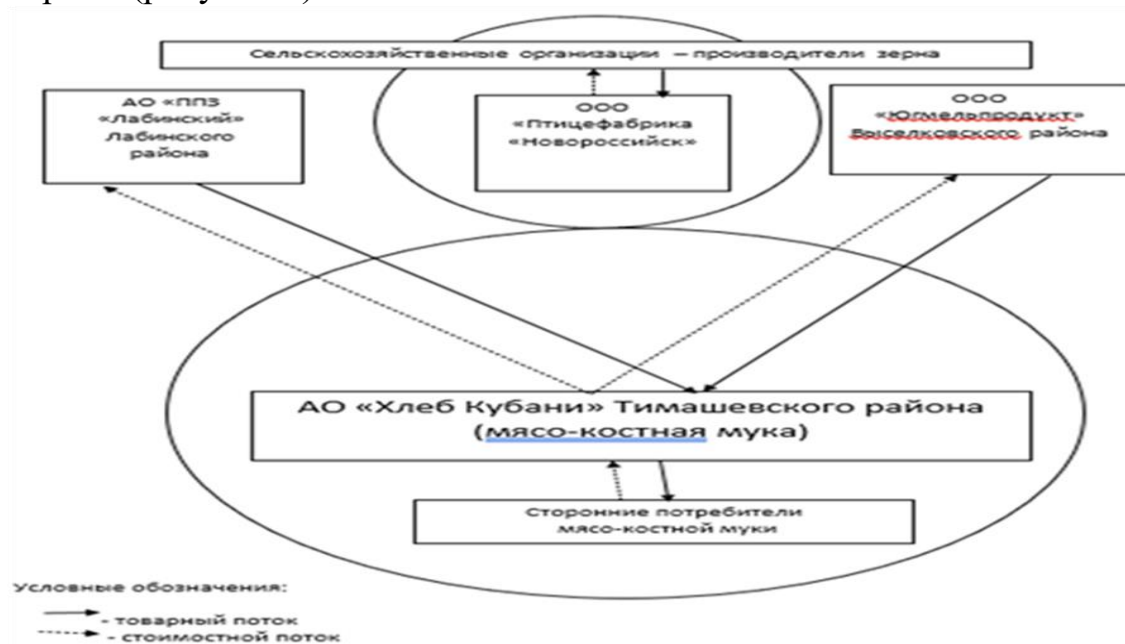 Сельскохозяйственные организации – производители зерна
АО «ППЗ
«Лабинский»
Лабинского
района
ООО
«Птицефабрика
«Новороссийск»
ООО
«Югмельпродукт»
Выселковского района
АО «Хлеб Кубани» Тимашевского района
(мясо-костная мука)
Сторонние потребители
мясо-костной муки
Условные обозначения:
- товарный поток
- стоимостной поток